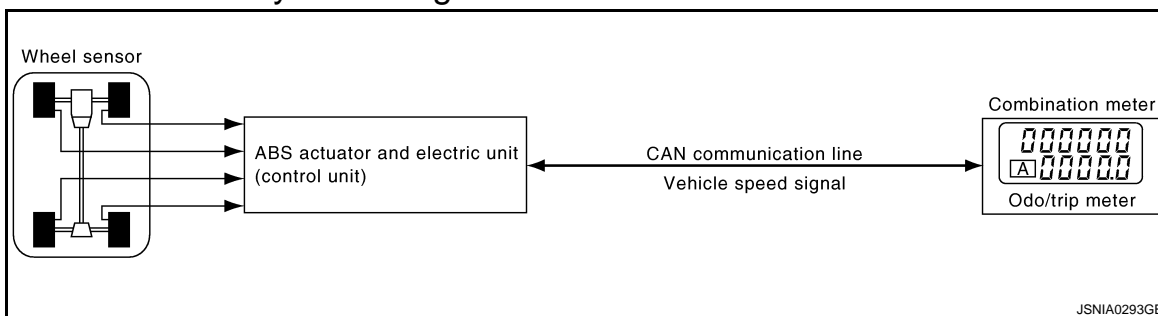 Wheel sensor
ABS actuator and electric unit
(control unit)
CAN communication line
Vehicle speed signal
Combination meter
000000
A 0000.0
Odo/trip meter